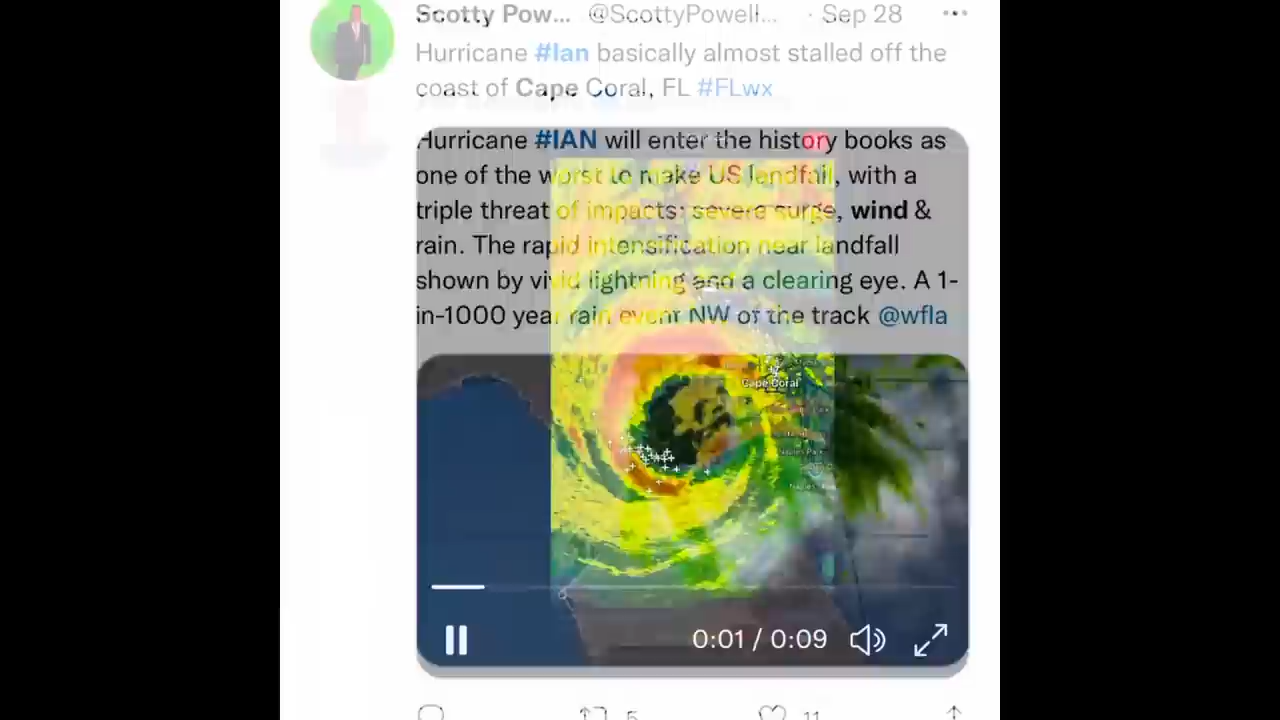 Scotty Pow... @ScottyPowell... · Sep 28 ...
Hurricane #Ian basically almost stalled off the
coast of Cape Coral, FL #FLwx
Hurricane #IAN will enter the history books as
one of the worst to make US landfall, with a
triple threat of impacts: severe surge, wind &
rain. The rapid intensification near landfall
shown by vivid lightning and a clearing eye. A 1-
in-1000 year rain event NW of the track @wfla
Cape Coral
Naples Park
0:01 / 0:09
5
11